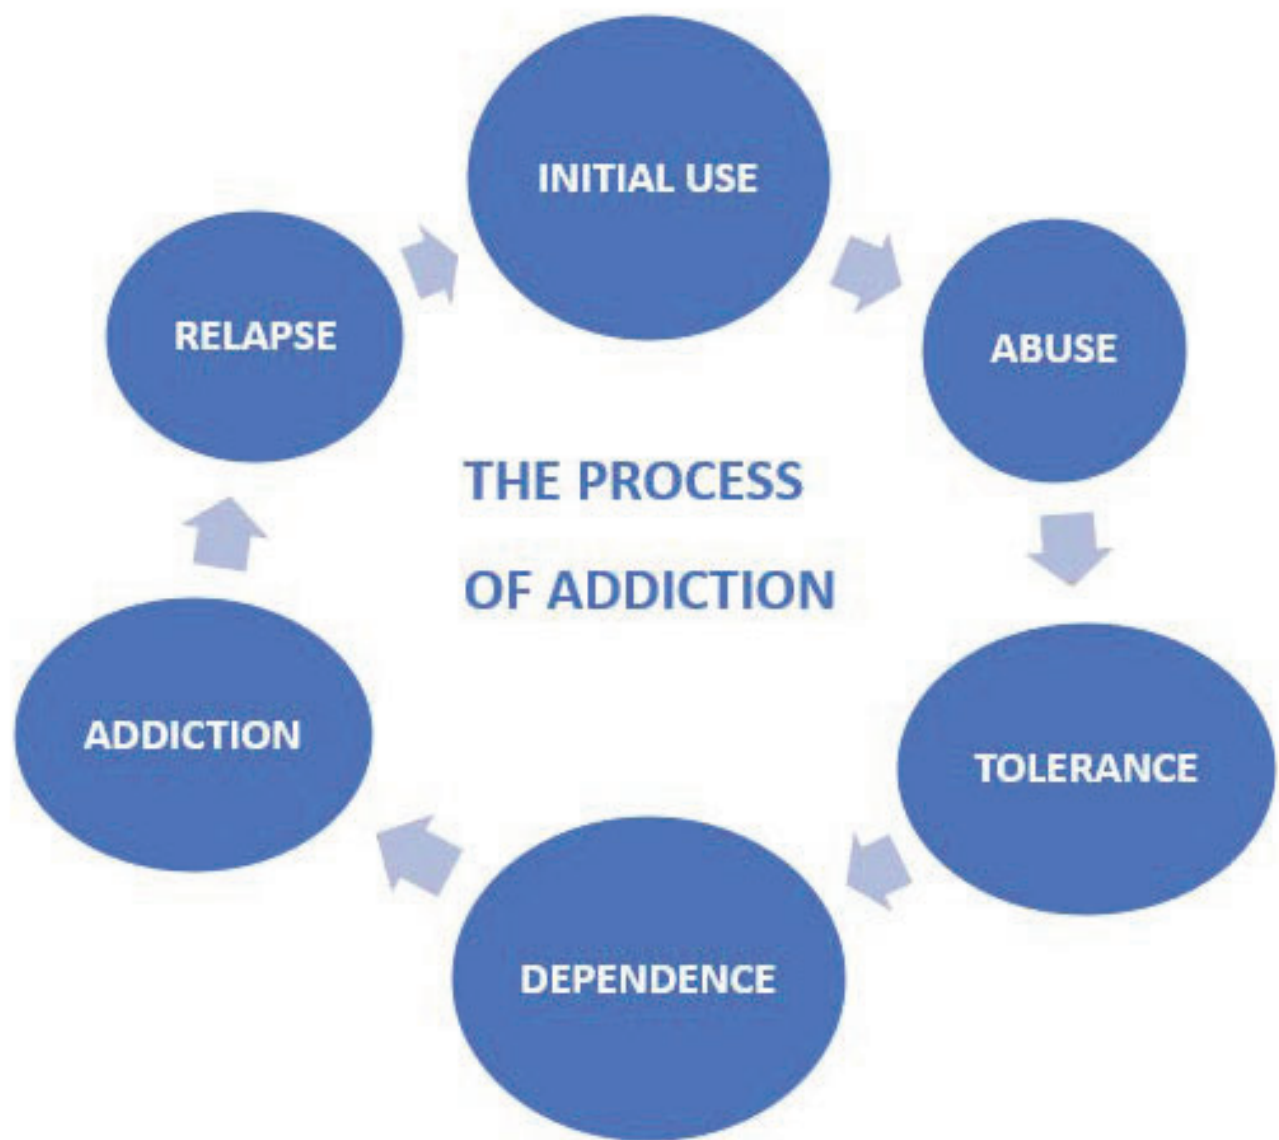 INITIAL USE
ABUSE
TOLERANCE
DEPENDENCE
ADDICTION
RELAPSE
THE PROCESS
OF ADDICTION